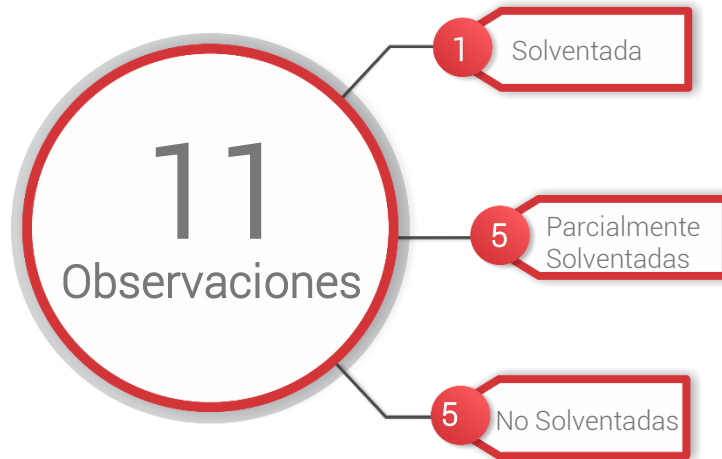 11
Observaciones
1
Solventada
5
Parcialmente
Solventadas
5
No Solventadas